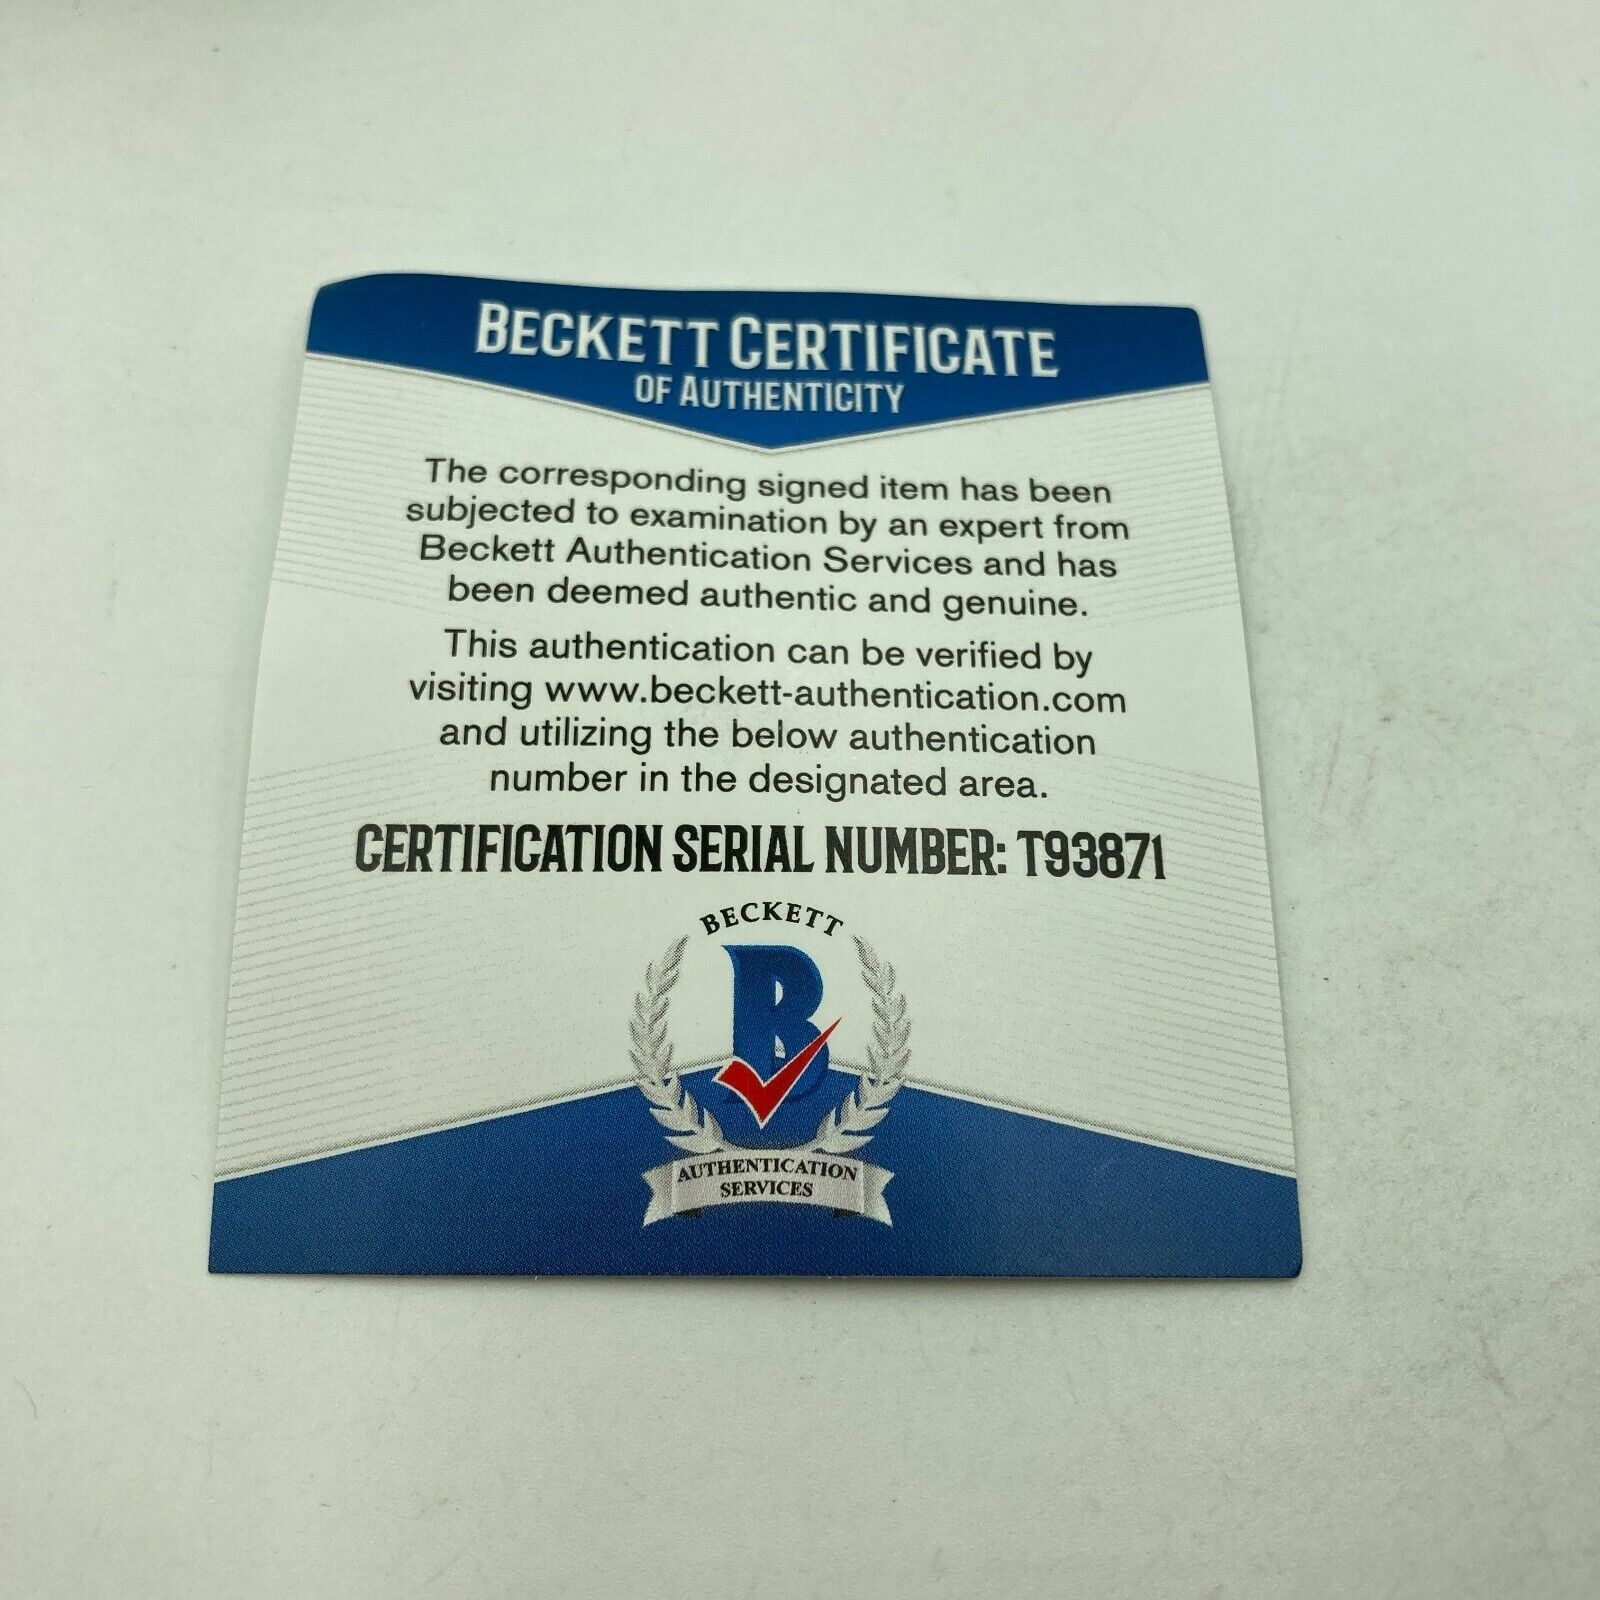 BECKETT CERTIFICATE
OF AUTHENTICITY
The corresponding signed item has been
subjected to examination by an expert from
Beckett Authentication Services and has
been deemed authentic and genuine.
This authentication can be verified by
visiting www.beckett-authentication.com
and utilizing the below authentication
number in the designated area.
CERTIFICATION SERIAL NUMBER: T93871
BECKETT
B
AUTHENTICATION
SERVICES